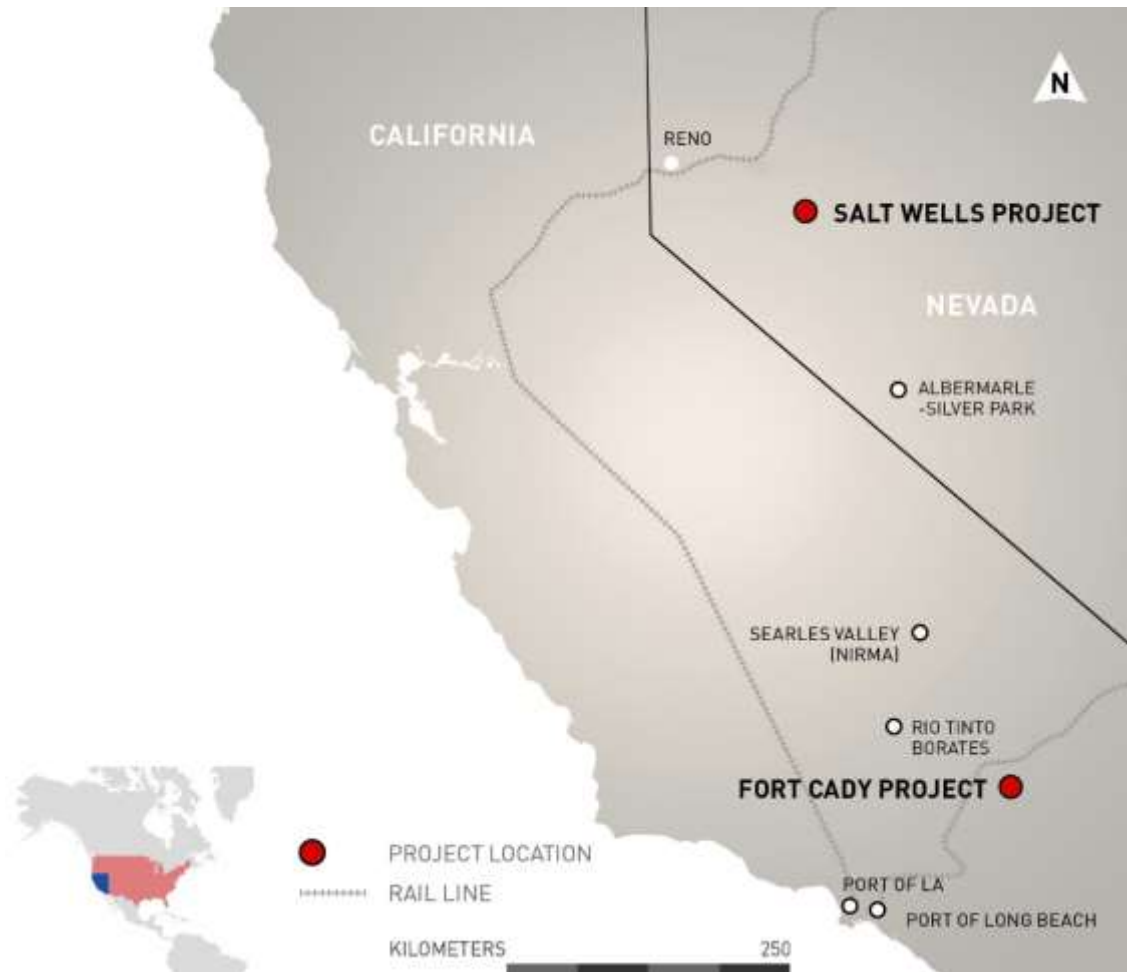 N
CALIFORNIA
RENO
SALT WELLS PROJECT
NEVADA
ALBERMARLE
-SILVER PARK
SEARLES VALLEY
(NIRMA)
RIO TINTO
BORATES
FORT CADY PROJECT
PROJECT LOCATION
RAIL LINE
PORT OF LA
PORT OF LONG BEACH
KILOMETERS
250